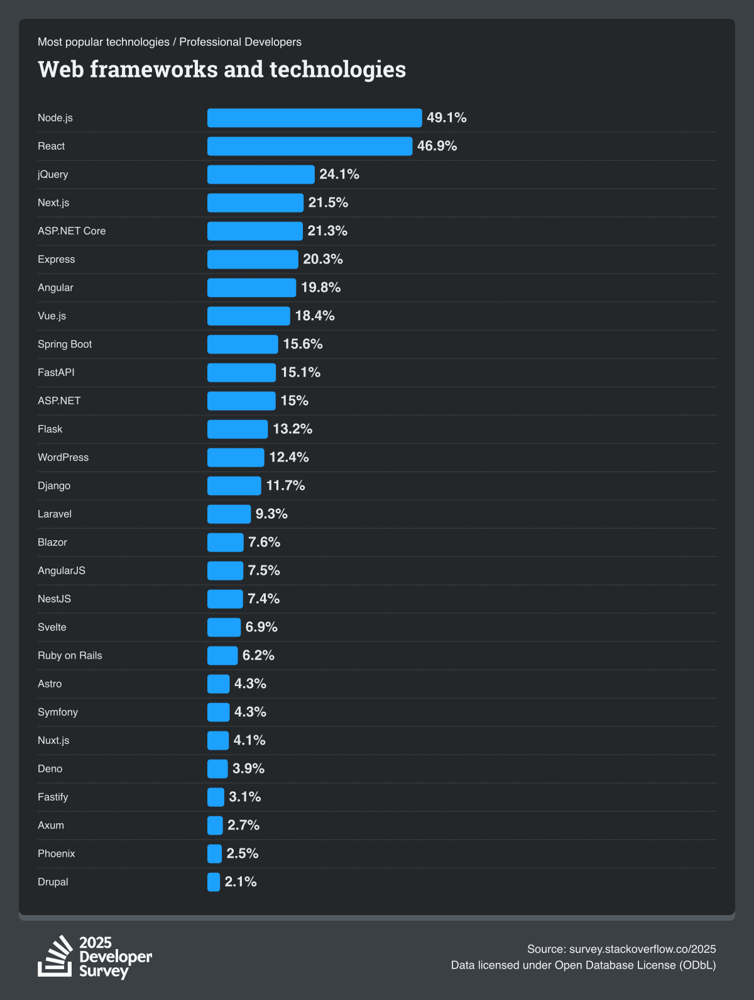 Most popular technologies / Professional Developers
Web frameworks and technologies
Node.js 49.1%
React 46.9%
jQuery 24.1%
Next.js 21.5%
ASP.NET Core 21.3%
Express 20.3%
Angular 19.8%
Vue.js 18.4%
Spring Boot 15.6%
FastAPI 15.1%
ASP.NET 15%
Flask 13.2%
WordPress 12.4%
Django 11.7%
Laravel 9.3%
Blazor 7.6%
AngularJS 7.5%
NestJS 7.4%
Svelte 6.9%
Ruby on Rails 6.2%
Astro 4.3%
Symfony 4.3%
Nuxt.js 4.1%
Deno 3.9%
Fastify 3.1%
Axum 2.7%
Phoenix 2.5%
Drupal 2.1%
2025
Developer
Survey
Source: survey.stackoverflow.co/2025
Data licensed under Open Database License (ODbL)